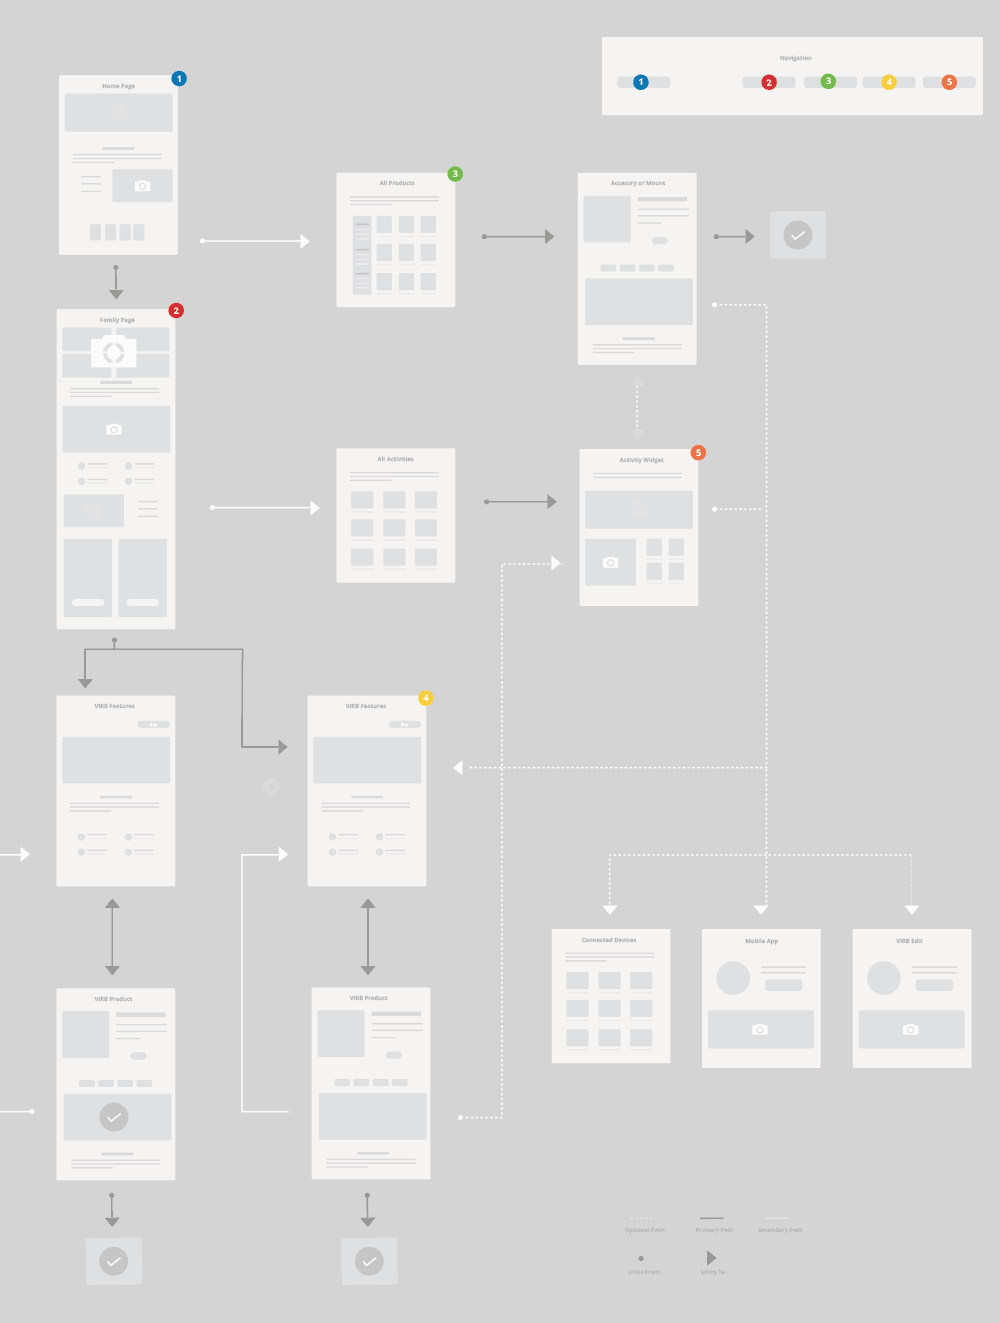 Navigation
1
2
3
4
5
1
Home Page
3
All Products
Accesory or Mount
2
Family Page
All Activities
5
Activity Widget
4
VIRB Features
VIRB Features
Buy
Connected Devices
Mobile App
VIRB Edit
VIRB Product
VIRB Product
Optional Path
Primary Path
Secondary Path
Links From
Links To